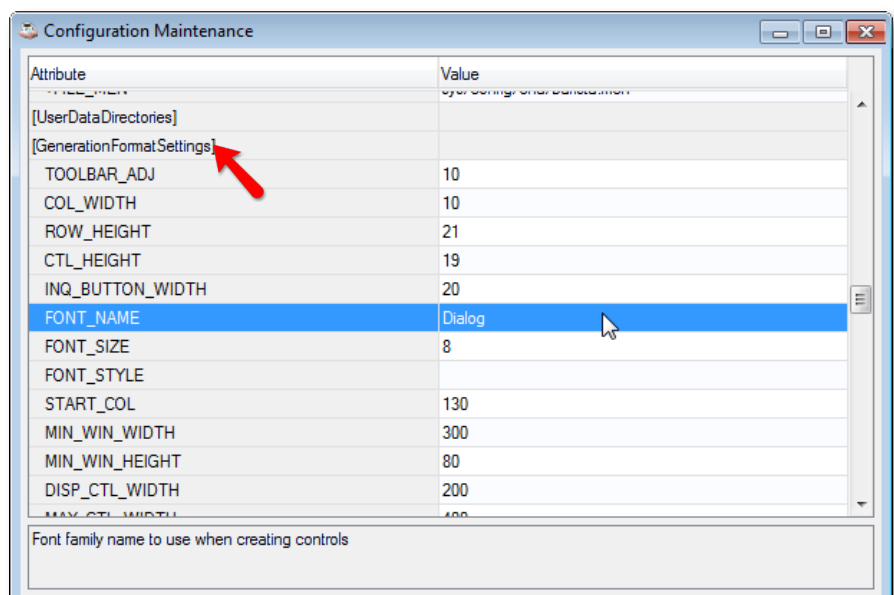 Configuration Maintenance
Attribute Value
[UserDataDirectories]
[GenerationFormatSettings]
TOOLBAR_ADJ 10
COL_WIDTH 10
ROW_HEIGHT 21
CTL_HEIGHT 19
INQ_BUTTON_WIDTH 20
FONT_NAME Dialog
FONT_SIZE 8
FONT_STYLE
START_COL 130
MIN_WIN_WIDTH 300
MIN_WIN_HEIGHT 80
DISP_CTL_WIDTH 200
Font family name to use when creating controls